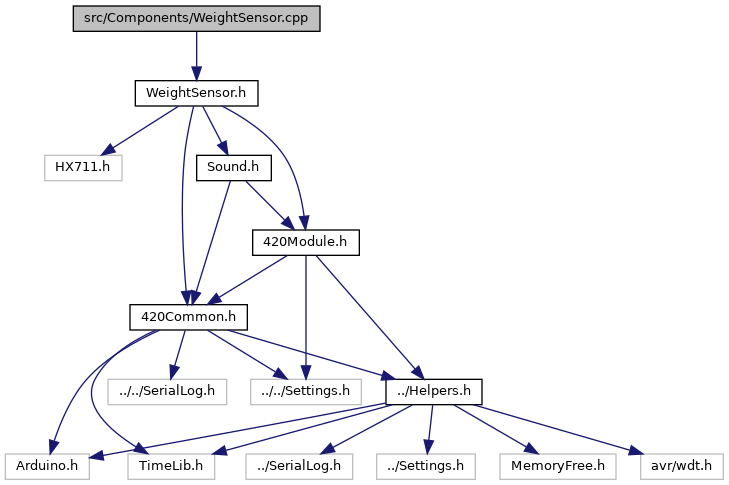 src/Components/WeightSensor.cpp
WeightSensor.h
HX711.h
Sound.h
420Module.h
420Common.h
../../SerialLog.h
../../Settings.h
../Helpers.h
Arduino.h
TimeLib.h
../SerialLog.h
../Settings.h
MemoryFree.h
avr/wdt.h